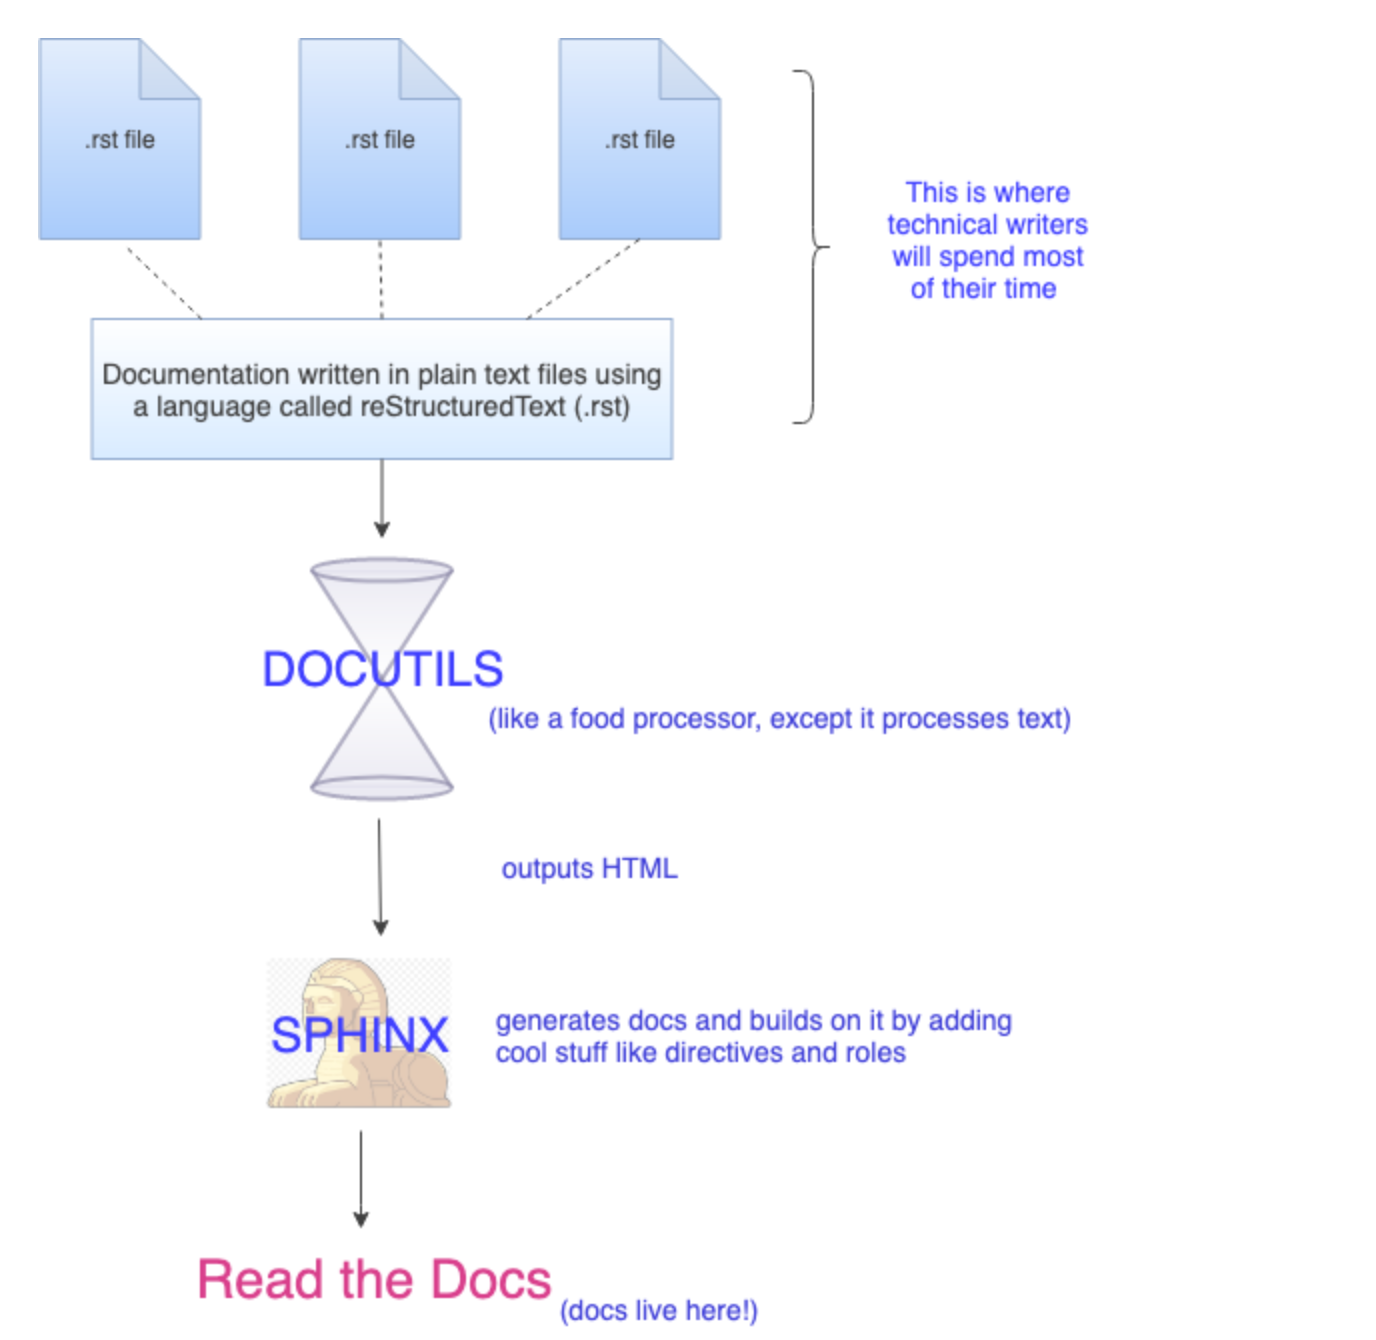 .rst file
.rst file
.rst file
This is where
technical writers
will spend most
of their time
Documentation written in plain text files using
a language called reStructuredText (.rst)
DOCUTILS
(like a food processor, except it processes text)
outputs HTML
SPHINX
generates docs and builds on it by adding
cool stuff like directives and roles
Read the Docs
(docs live here!)